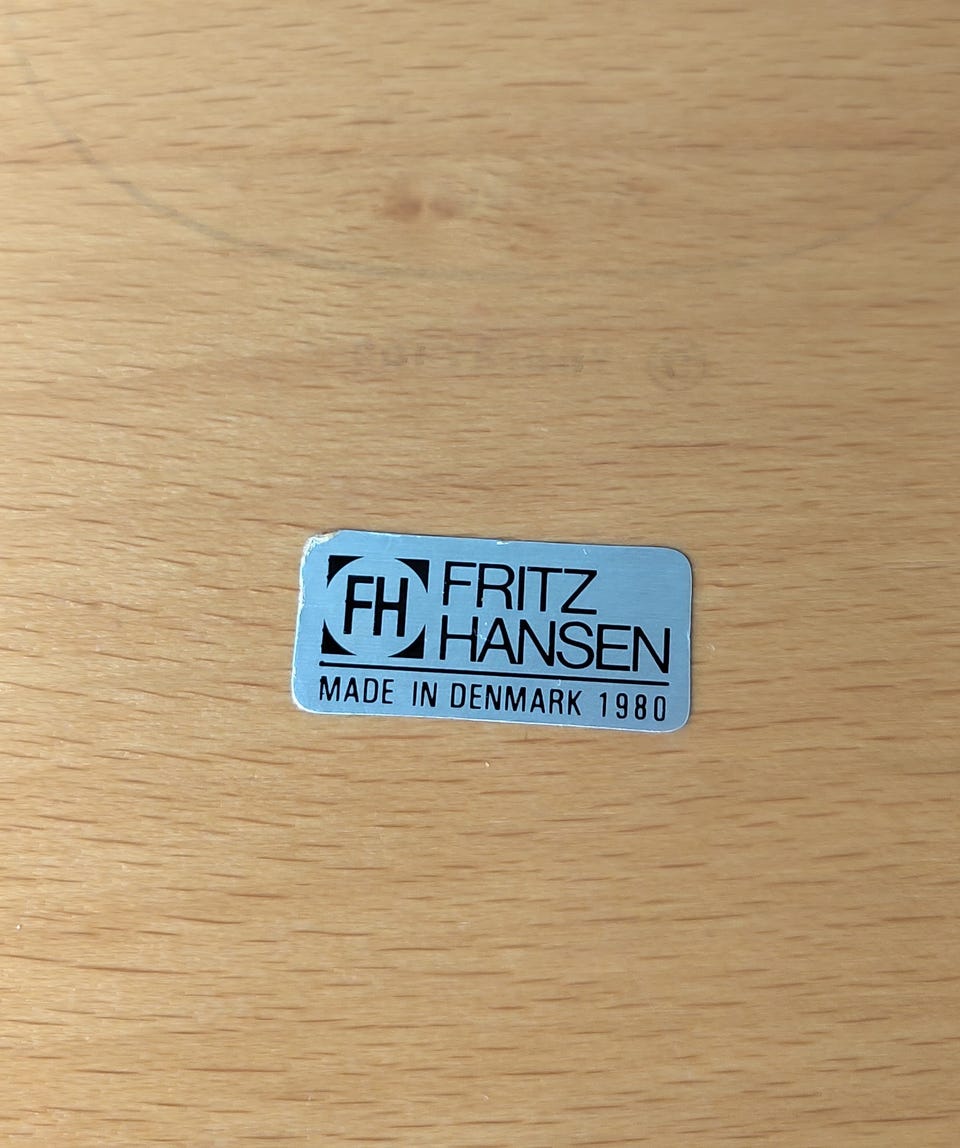 FH
FRITZ
HANSEN
MADE IN DENMARK 1980